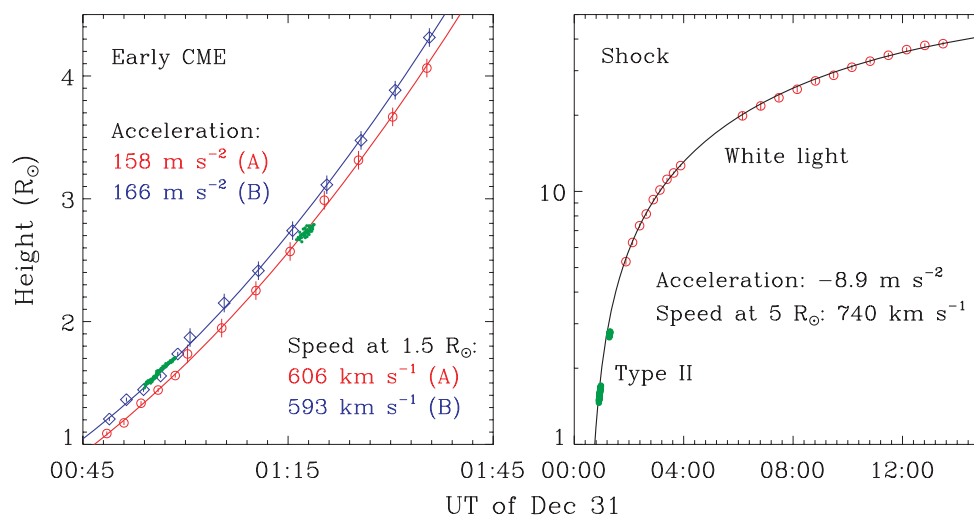 Height (R⊙)
4
3
2
1
Early CME
Acceleration:
158 m s⁻² (A)
166 m s⁻² (B)
Speed at 1.5 R⊙:
606 km s⁻¹ (A)
593 km s⁻¹ (B)
00:45
01:15
01:45
10
1
Shock
White light
Acceleration: −8.9 m s⁻²
Speed at 5 R⊙: 740 km s⁻¹
Type II
00:00
04:00
08:00
12:00
UT of Dec 31